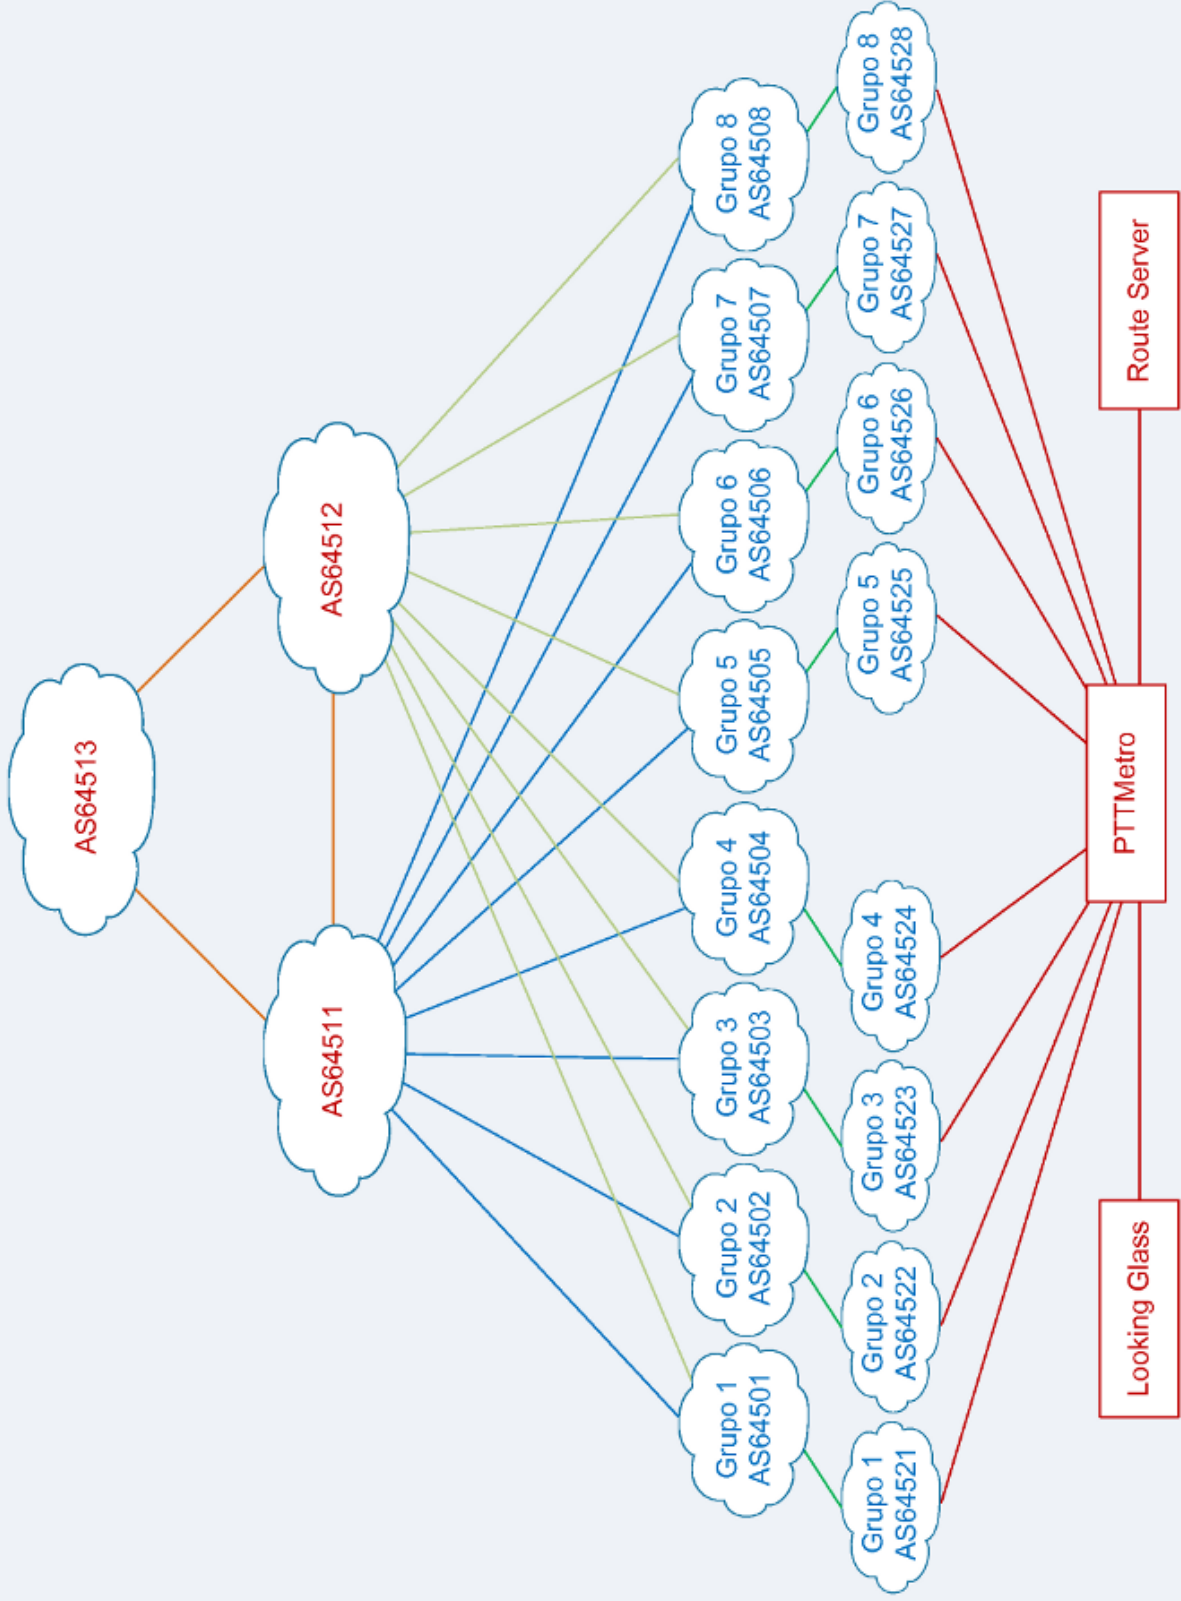 AS64513
AS64511
AS64512
Grupo 1
AS64501
Grupo 2
AS64502
Grupo 3
AS64503
Grupo 4
AS64504
Grupo 5
AS64505
Grupo 6
AS64506
Grupo 7
AS64507
Grupo 8
AS64508
Grupo 1
AS64521
Grupo 2
AS64522
Grupo 3
AS64523
Grupo 4
AS64524
Grupo 5
AS64525
Grupo 6
AS64526
Grupo 7
AS64527
Grupo 8
AS64528
Looking Glass
PTTMetro
Route Server